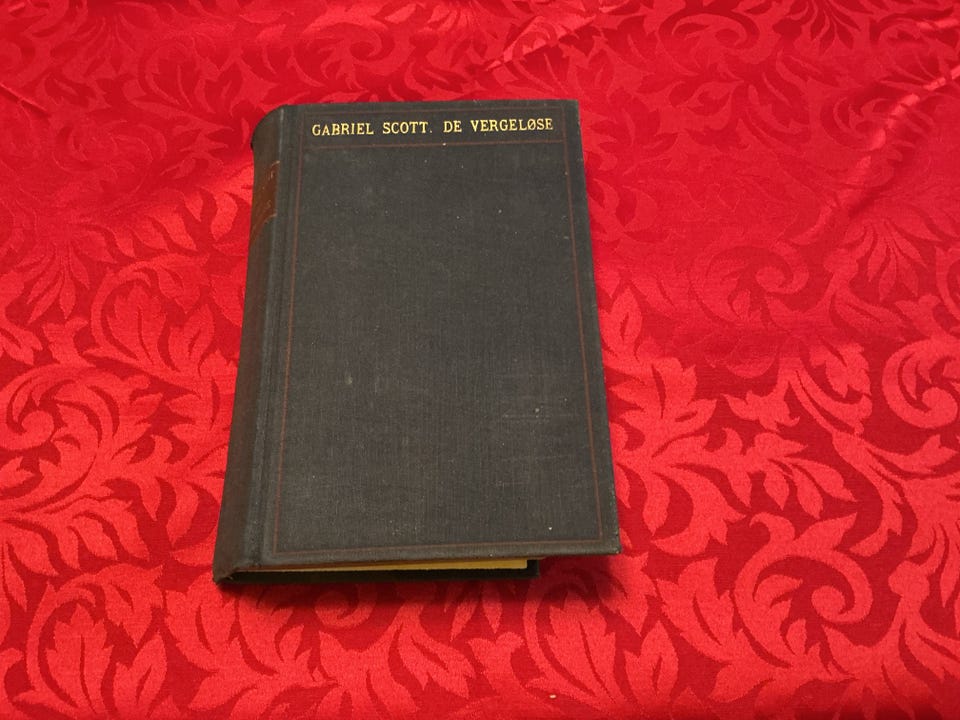 GABRIEL SCOTT. DE VERGELØSE